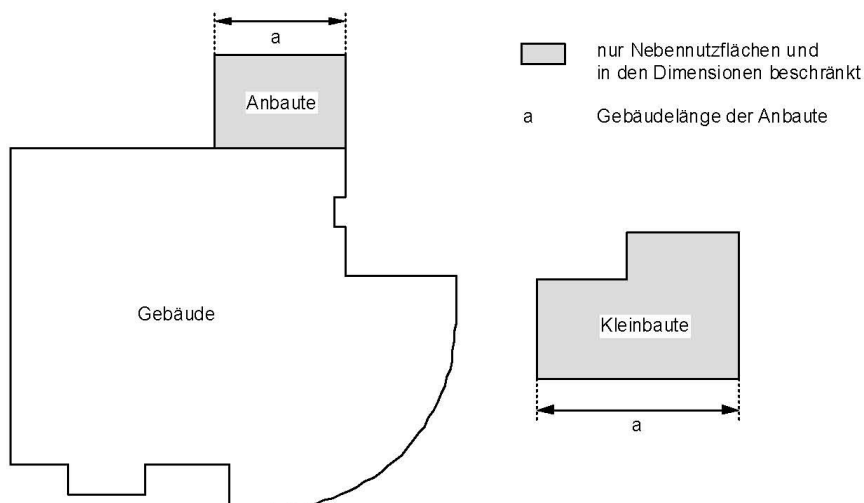 a
Anbaute
nur Nebennutzflächen und
in den Dimensionen beschränkt
a Gebäudelänge der Anbaute
Gebäude
Kleinbaute
a